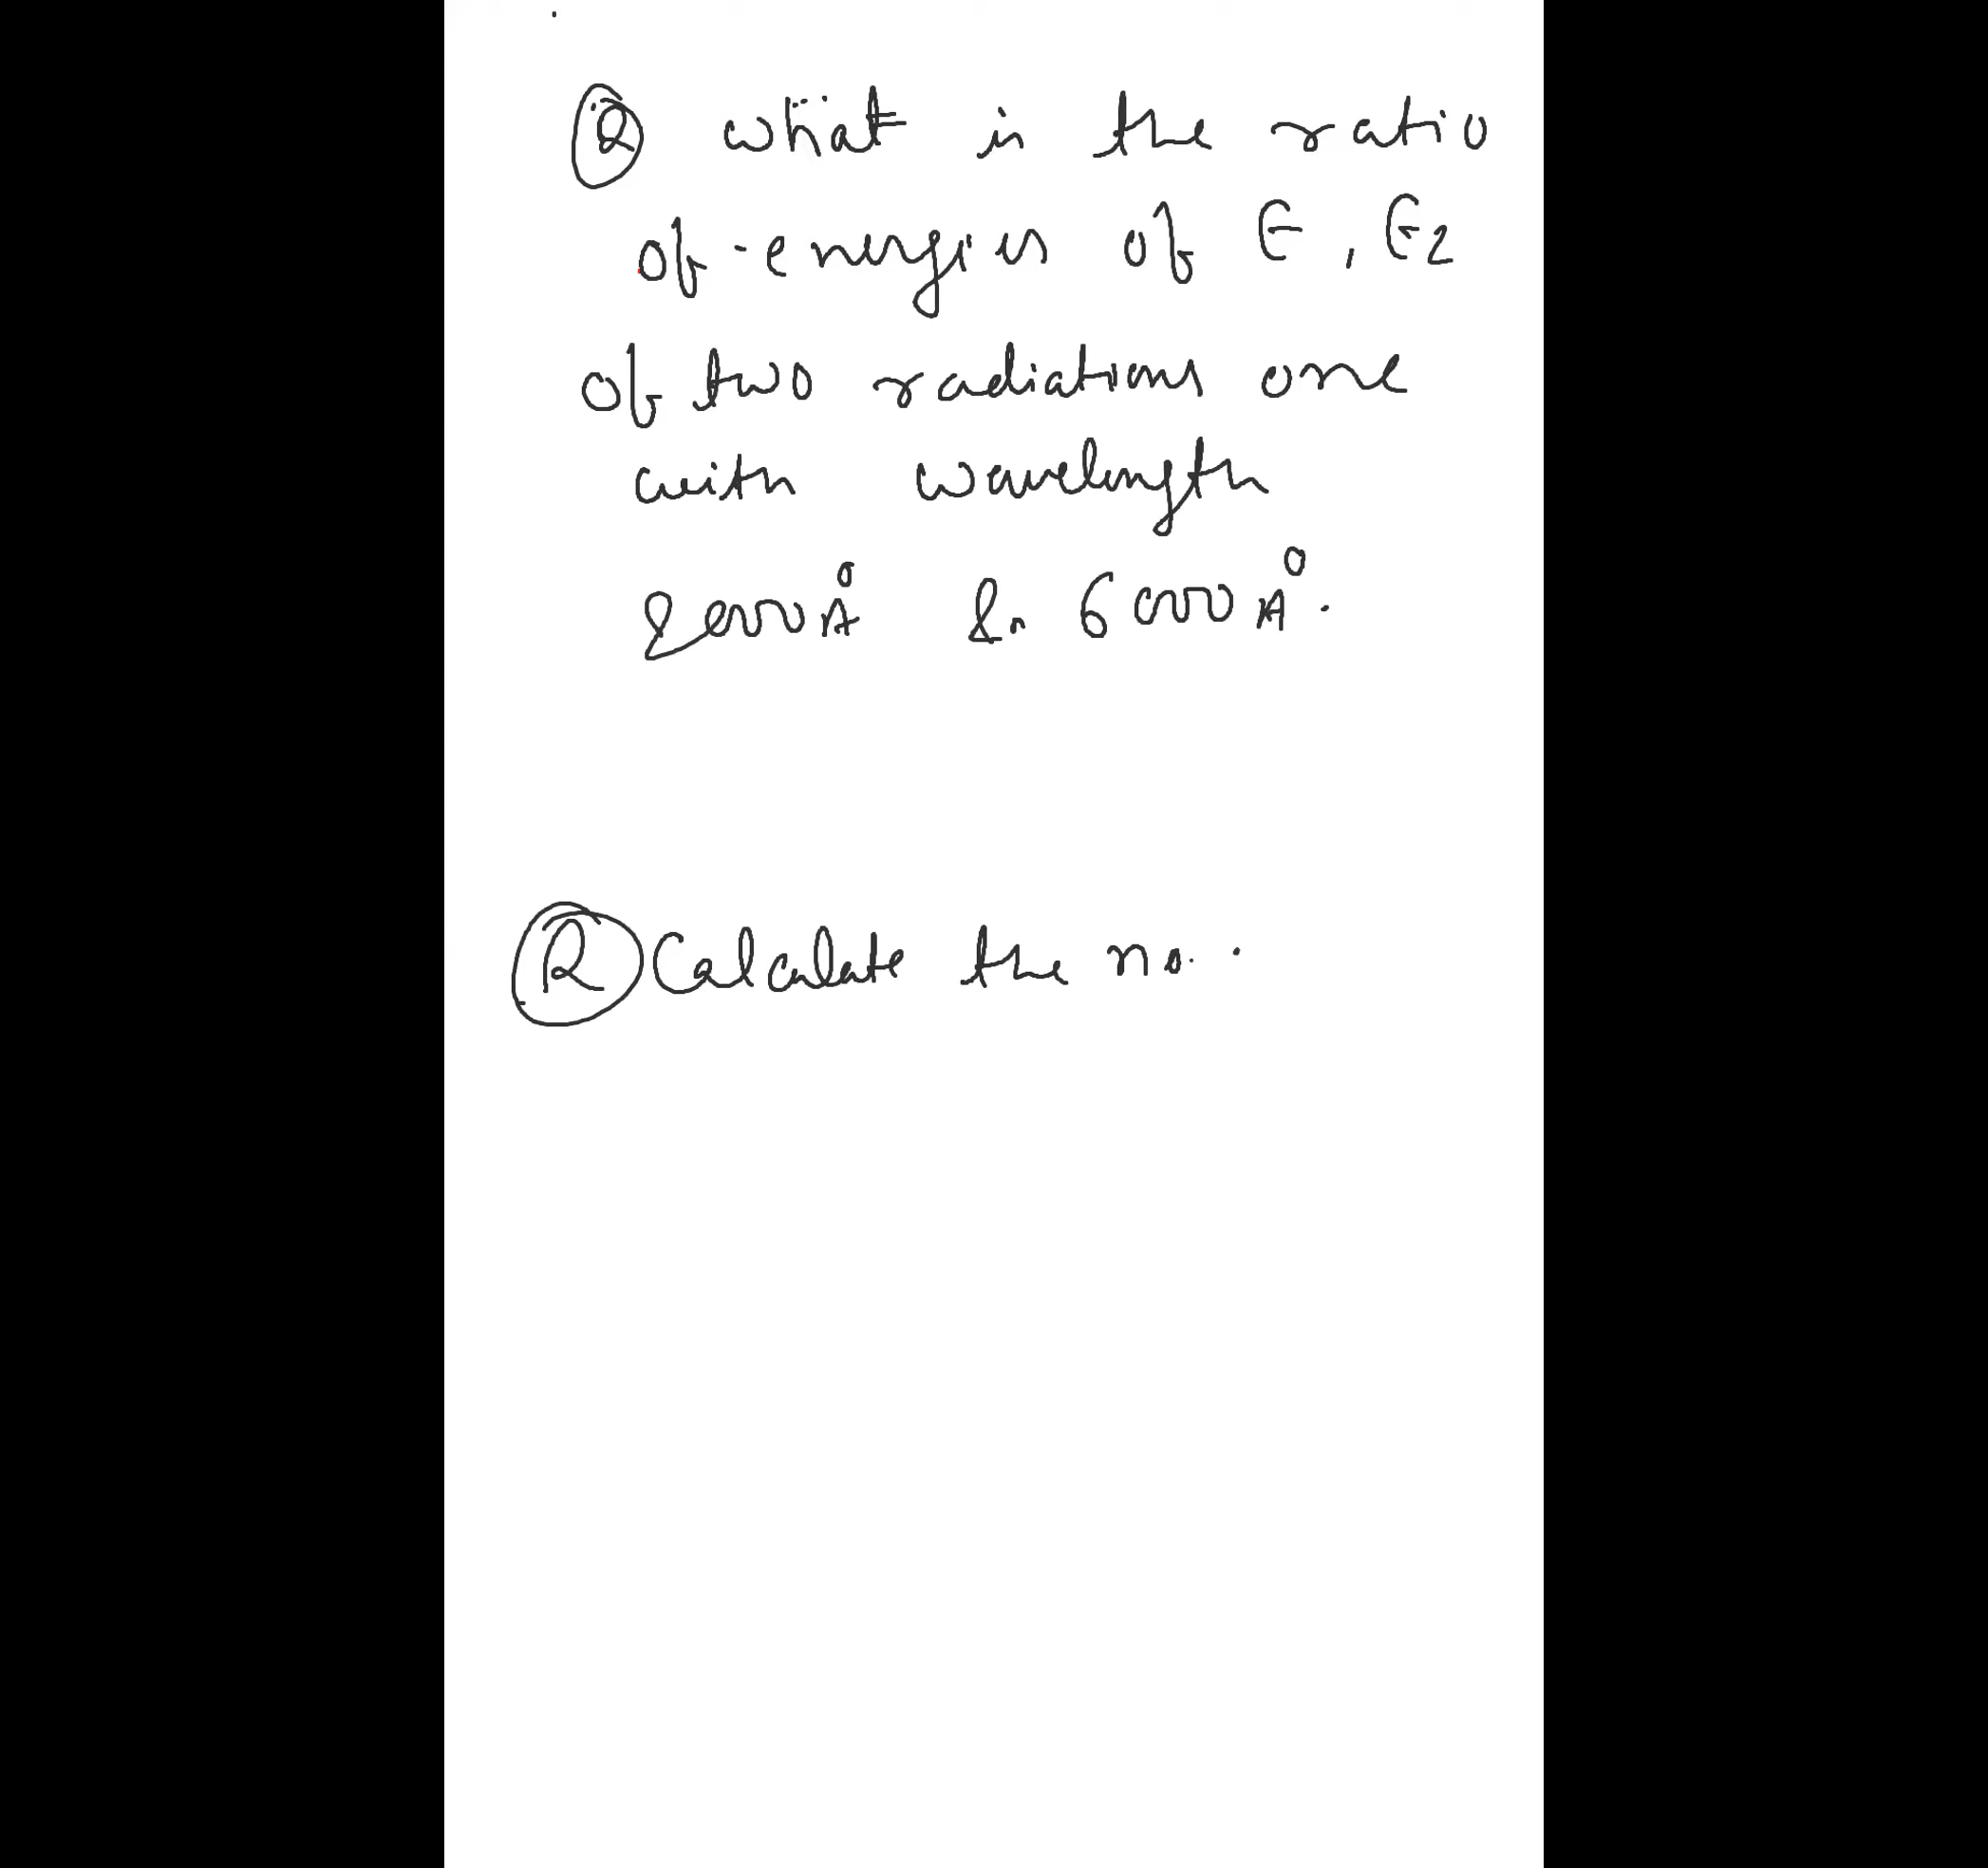 Q what is the ratio
of energies of E, E2
of two radiations one
with wavelength
2000 A° & 6000 A°.
Q Calculate the no.